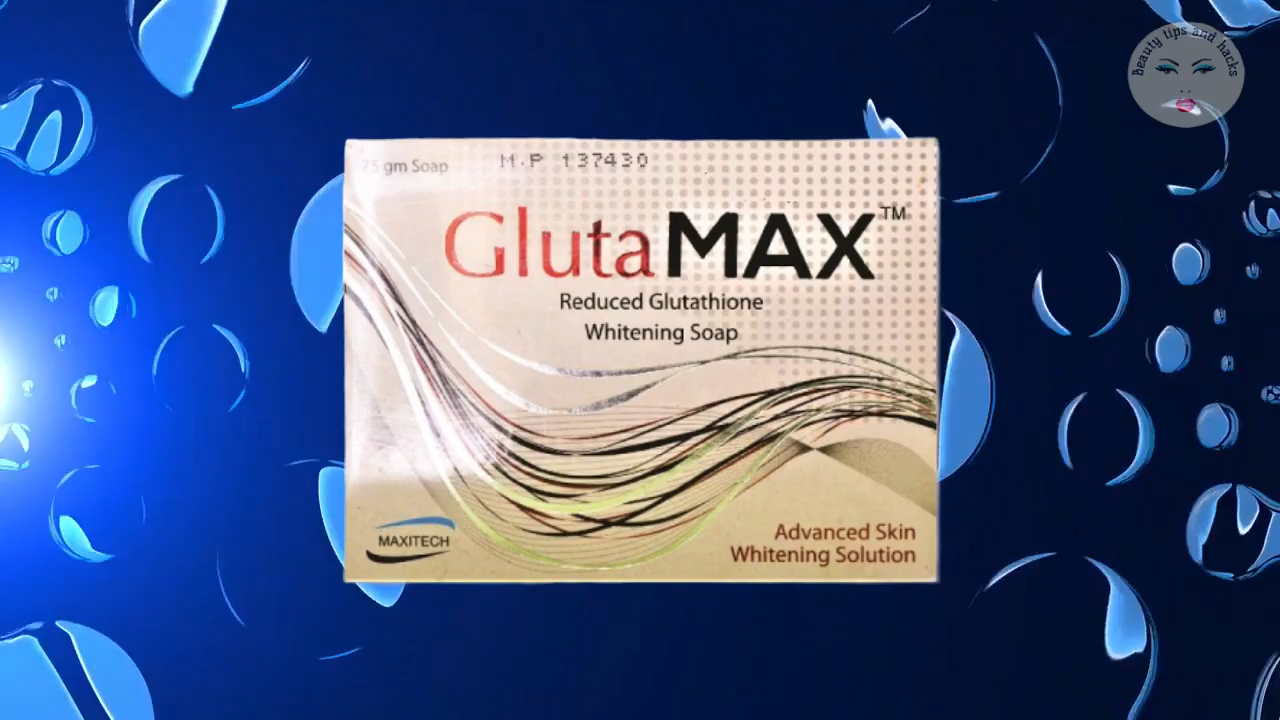 Beauty tips and hacks
75 gm Soap
M.P 137430
GlutaMAX™
Reduced Glutathione
Whitening Soap
MAXITECH
Advanced Skin
Whitening Solution